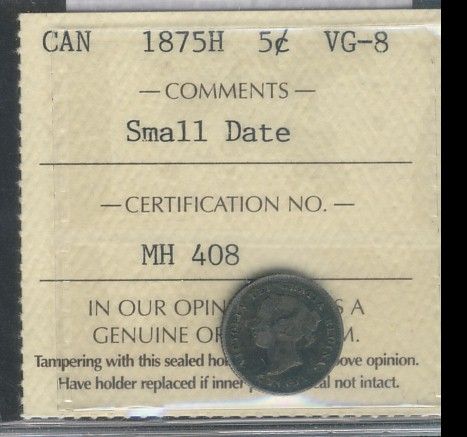 CAN 1875H 5¢ VG-8
— COMMENTS —
Small Date
— CERTIFICATION NO. —
MH 408
IN OUR A
GENUINE
Tampering with this sealed opinion.
Have holder replaced if not intact.